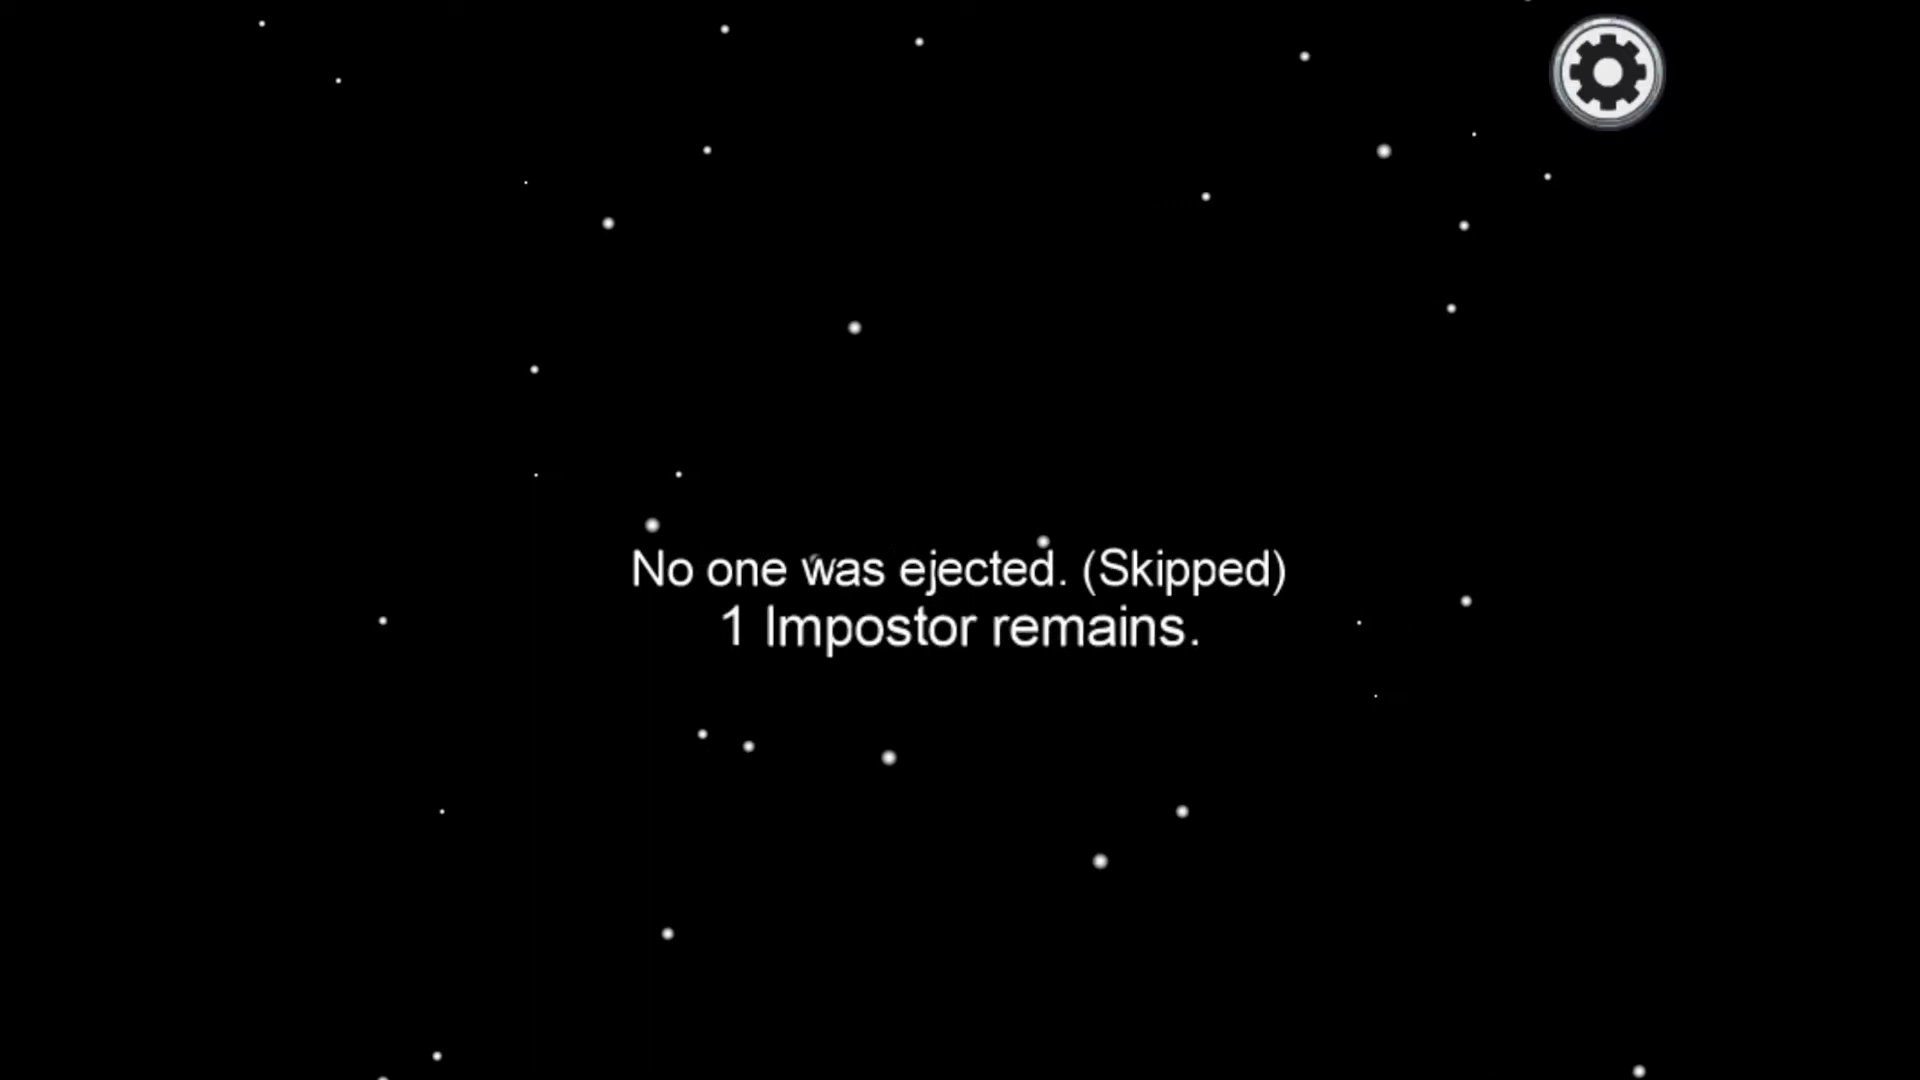 No one was ejected. (Skipped)
1 Impostor remains.